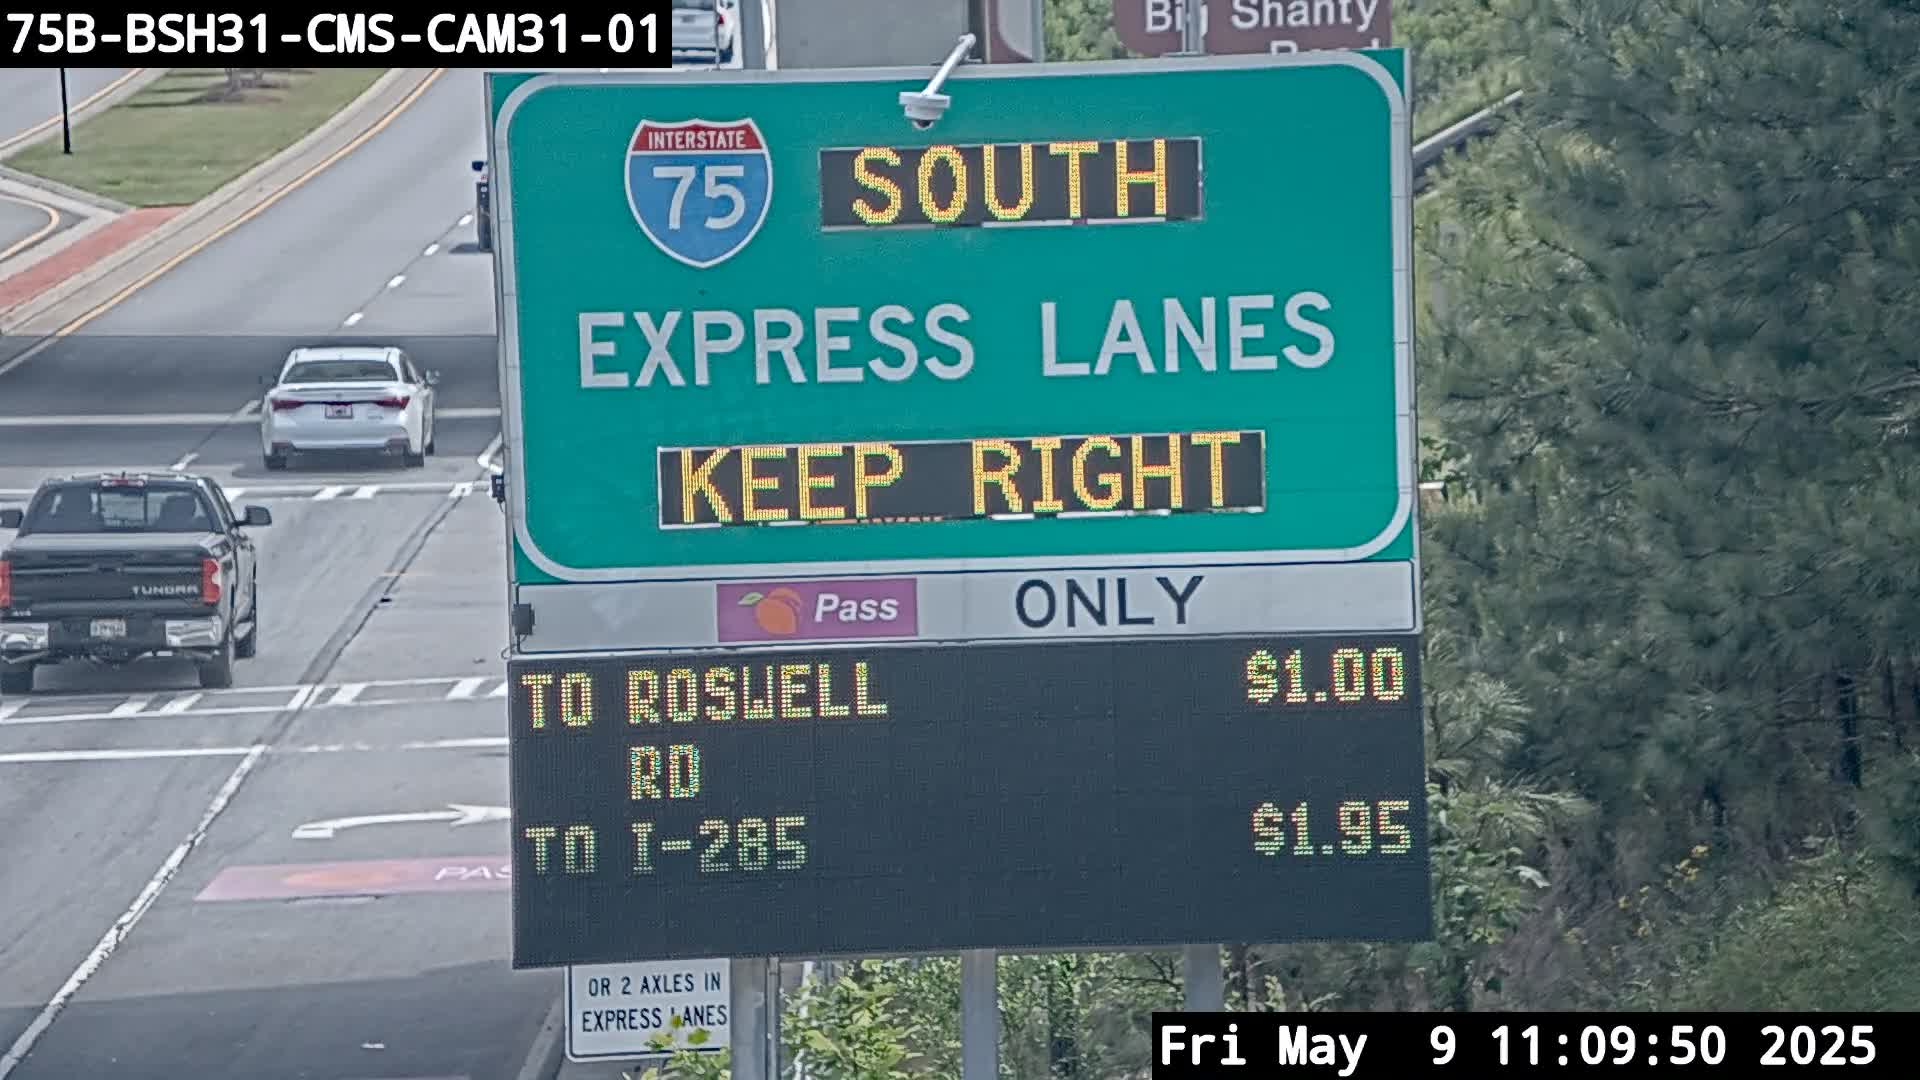 75B-BSH31-CMS-CAM31-01
Big Shanty
Road
INTERSTATE
75
SOUTH
EXPRESS LANES
KEEP RIGHT
Pass
ONLY
TO ROSWELL $1.00
RD
TO I-285 $1.95
TUNDRA
PAS
OR 2 AXLES IN
EXPRESS LANES
Fri May 9 11:09:50 2025